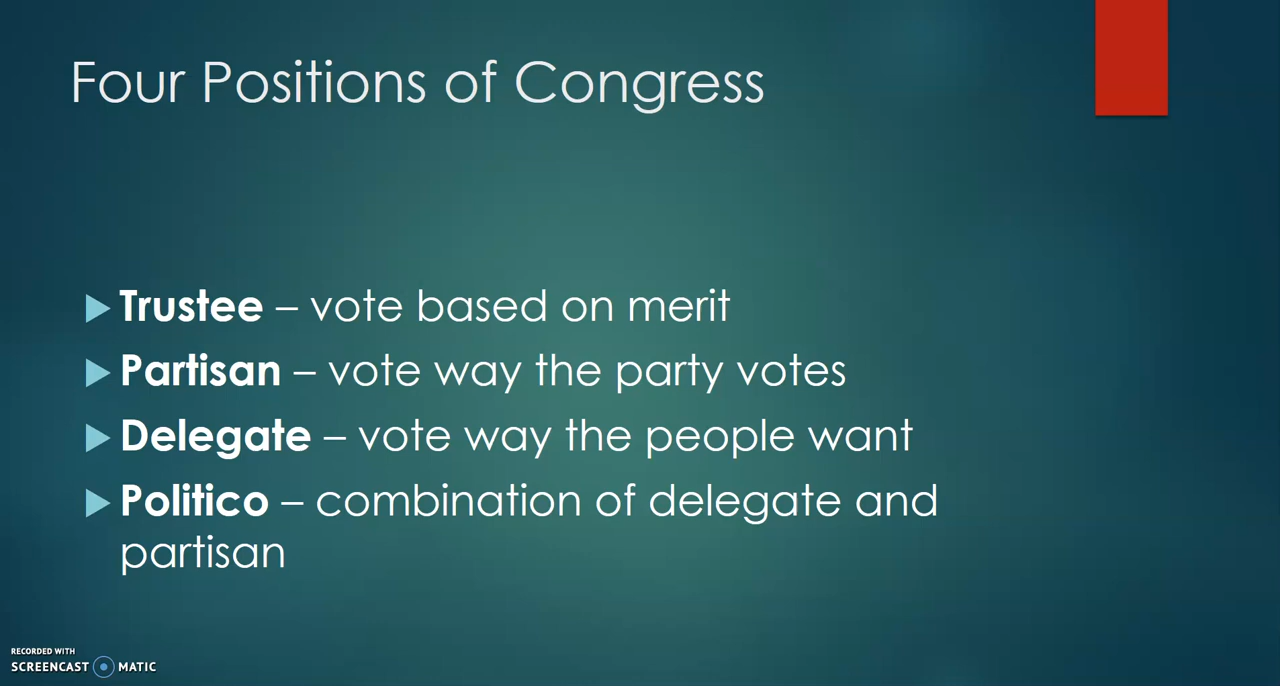 Four Positions of Congress
Trustee – vote based on merit
Partisan – vote way the party votes
Delegate – vote way the people want
Politico – combination of delegate and
partisan
RECORDED WITH
SCREENCAST MATIC